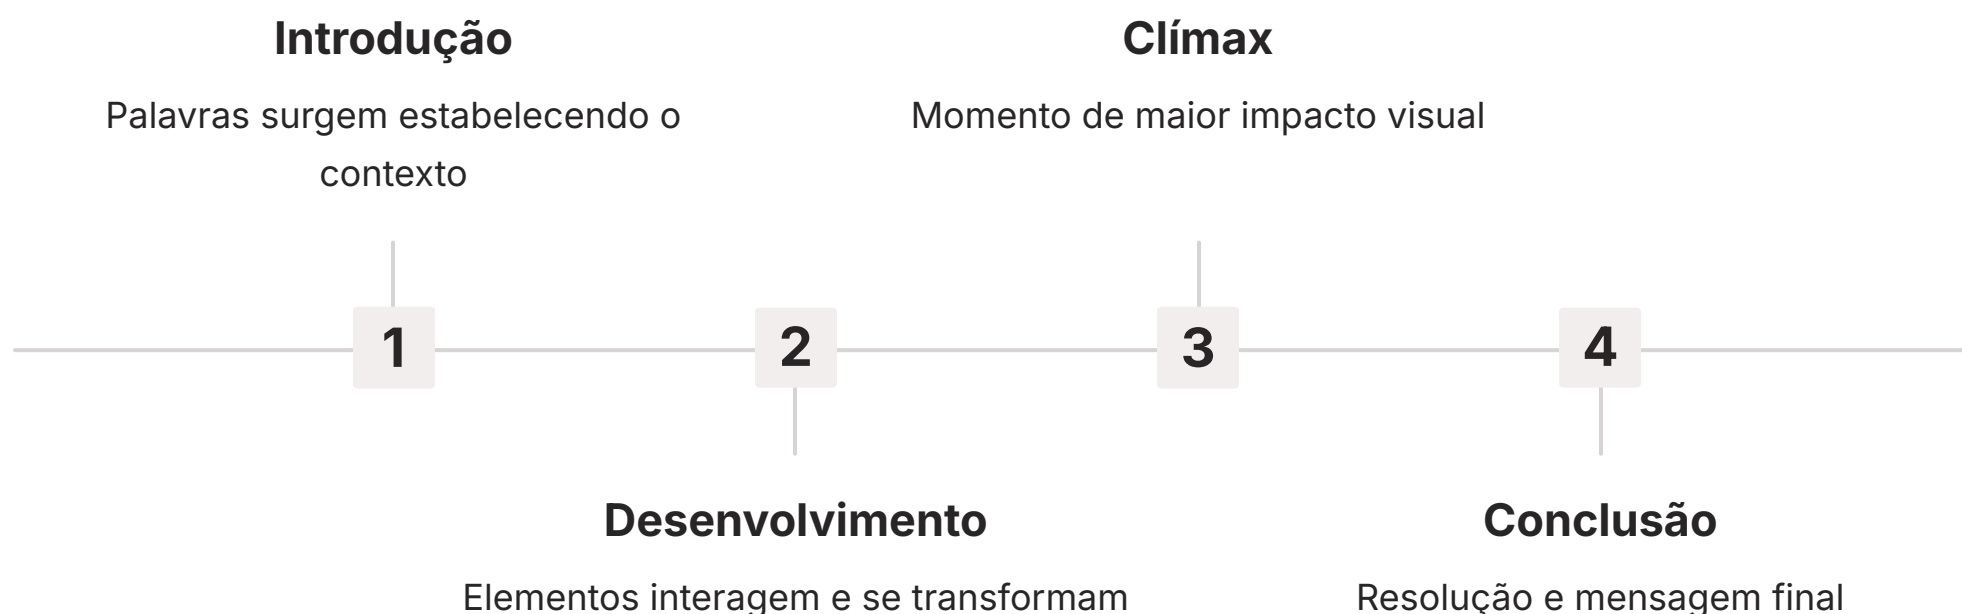 Introdução
Palavras surgem estabelecendo o
contexto
Clímax
Momento de maior impacto visual
1
2
3
4
Desenvolvimento
Elementos interagem e se transformam
Conclusão
Resolução e mensagem final